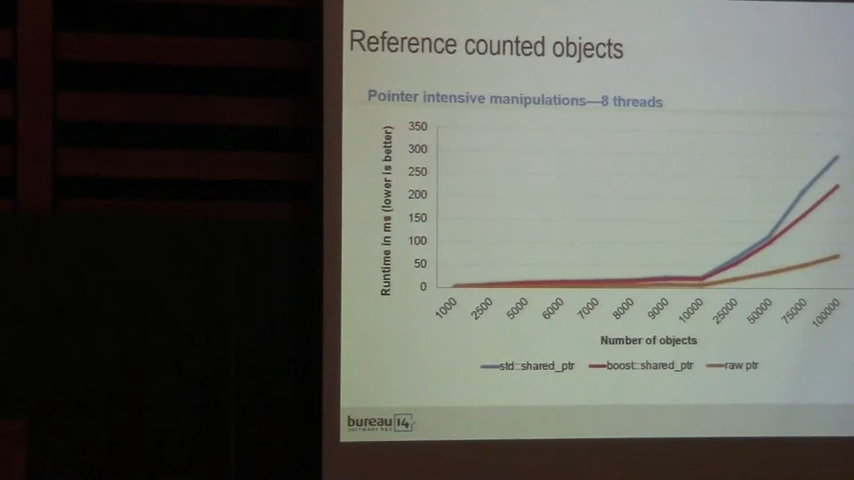 Reference counted objects
Pointer intensive manipulations—8 threads
Runtime in ms (lower is better)
350
300
250
200
150
100
50
0
1000 2500 5000 6000 7000 8000 9000 10000 25000 50000 75000 100000
Number of objects
std::shared_ptr boost::shared_ptr raw ptr
bureau 14